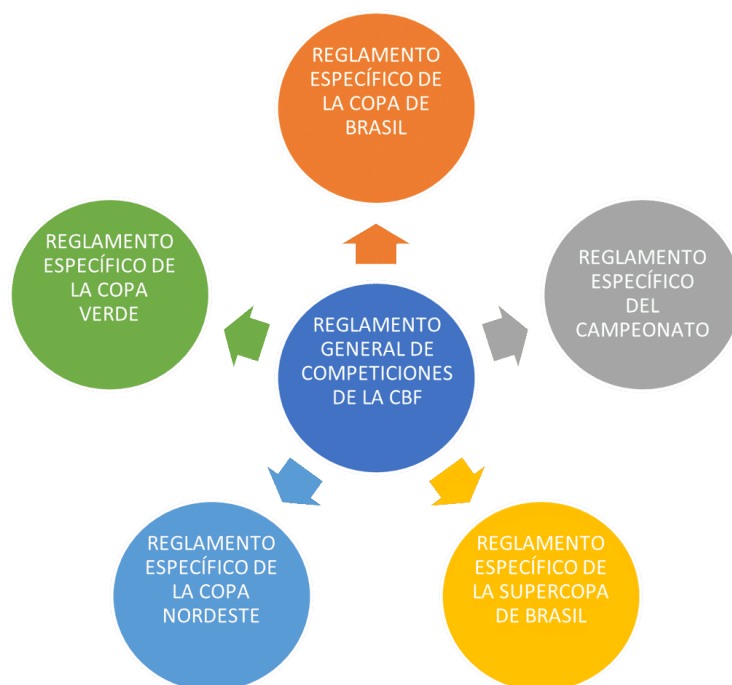 REGLAMENTO
ESPECÍFICO DE
LA COPA DE
BRASIL
REGLAMENTO
ESPECÍFICO DE
LA COPA
VERDE
REGLAMENTO
ESPECÍFICO
DEL
CAMPEONATO
REGLAMENTO
GENERAL DE
COMPETICIONES
DE LA CBF
REGLAMENTO
ESPECÍFICO DE
LA COPA
NORDESTE
REGLAMENTO
ESPECÍFICO DE
LA SUPERCOPA
DE BRASIL